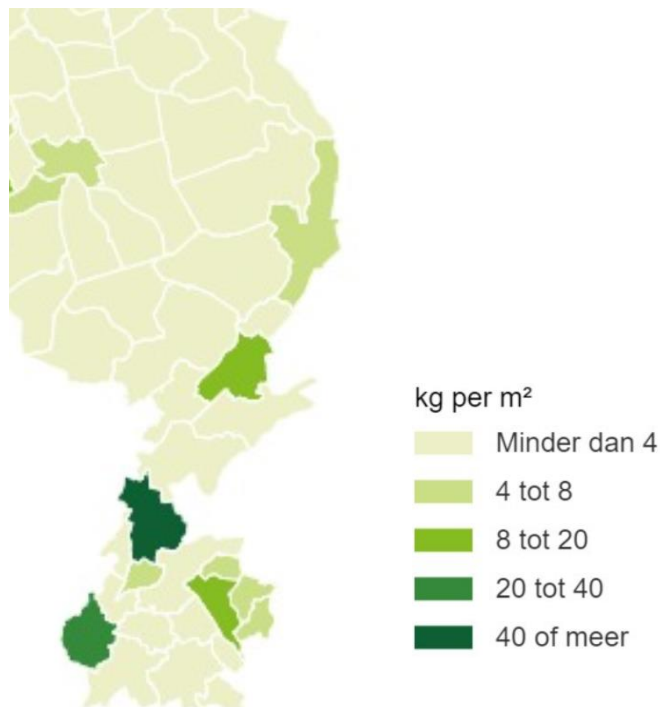 kg per m²
Minder dan 4
4 tot 8
8 tot 20
20 tot 40
40 of meer